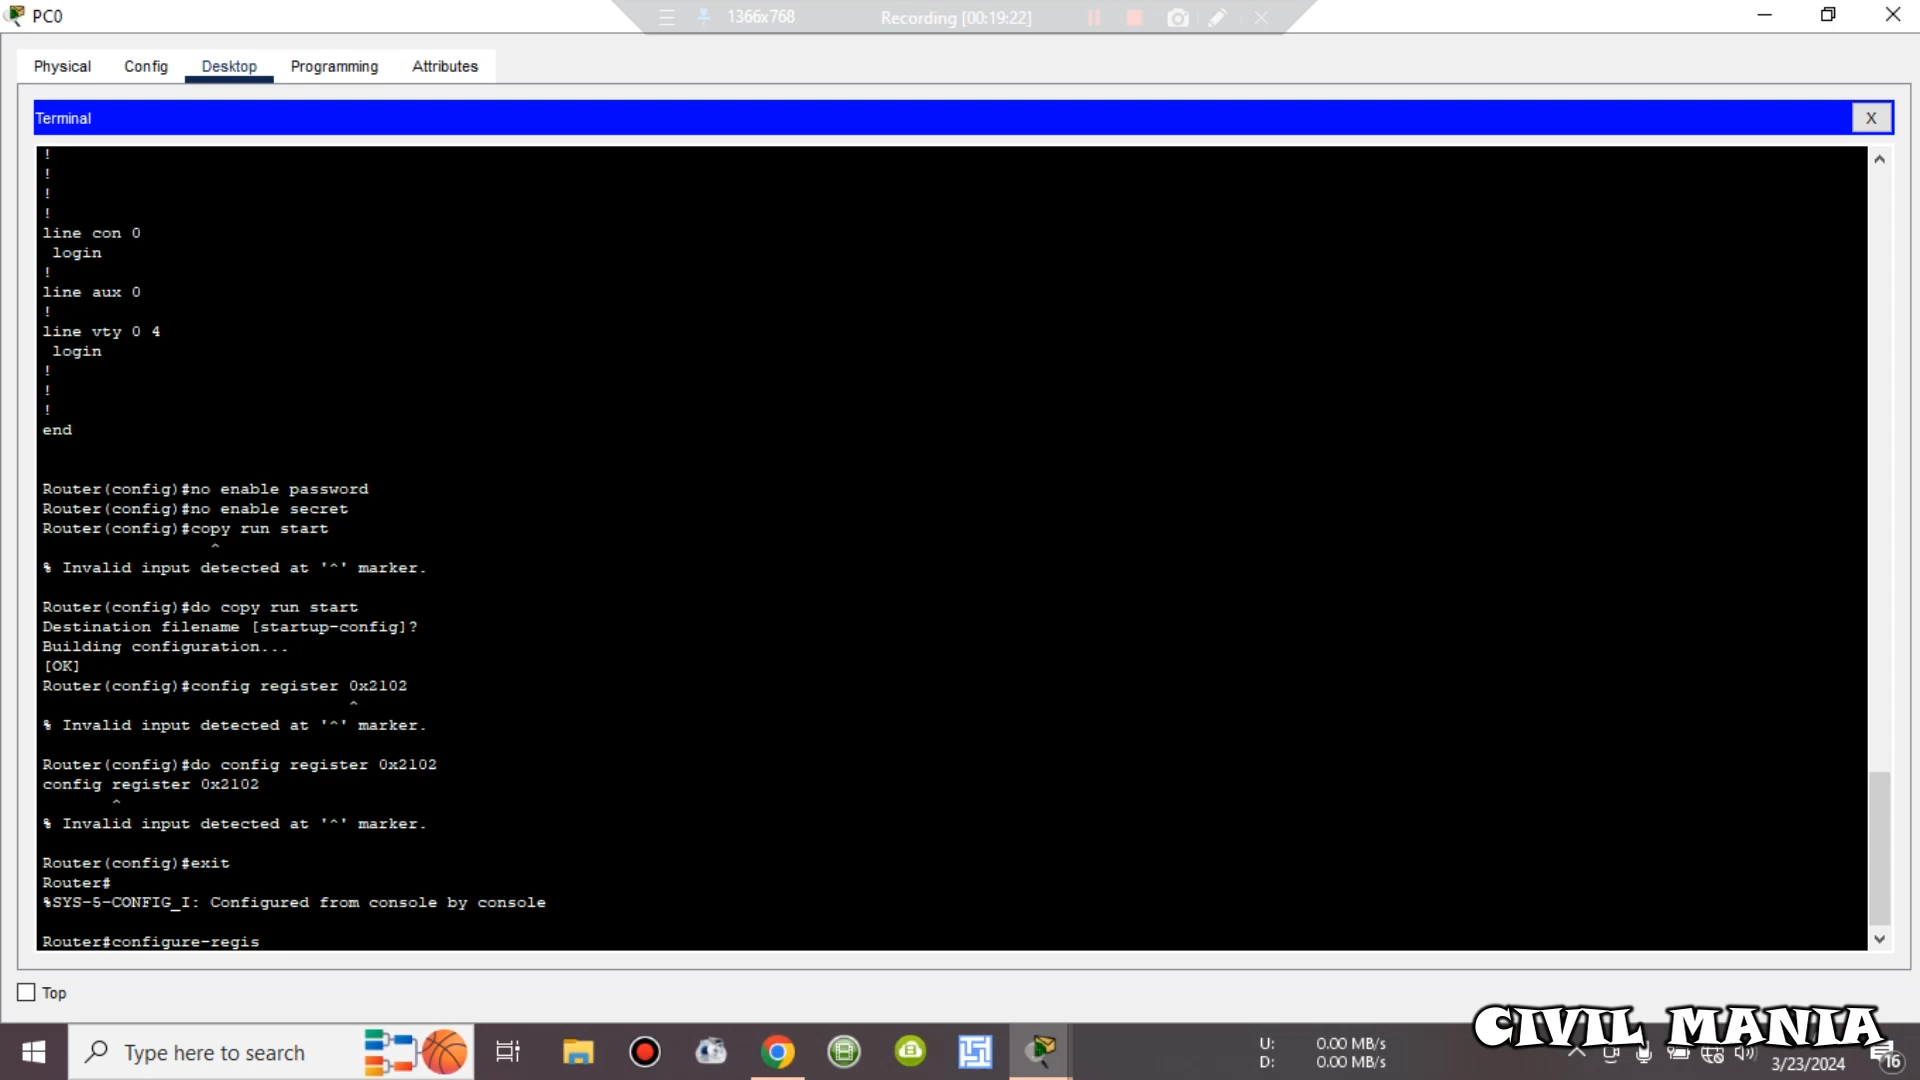 PC0
1366x768
Recording [00:19:22]
Physical
Config
Desktop
Programming
Attributes
Terminal
X
!
!
!
!
line con 0
login
!
line aux 0
!
line vty 0 4
login
!
!
!
end
Router(config)#no enable password
Router(config)#no enable secret
Router(config)#copy run start
^
% Invalid input detected at '^' marker.
Router(config)#do copy run start
Destination filename [startup-config]?
Building configuration...
[OK]
Router(config)#config register 0x2102
^
% Invalid input detected at '^' marker.
Router(config)#do config register 0x2102
config register 0x2102
^
% Invalid input detected at '^' marker.
Router(config)#exit
Router#
%SYS-5-CONFIG_I: Configured from console by console
Router#configure-regis
Top
CIVIL MANIA
Type here to search
U: 0.00 MB/s
D: 0.00 MB/s
3/23/2024
16